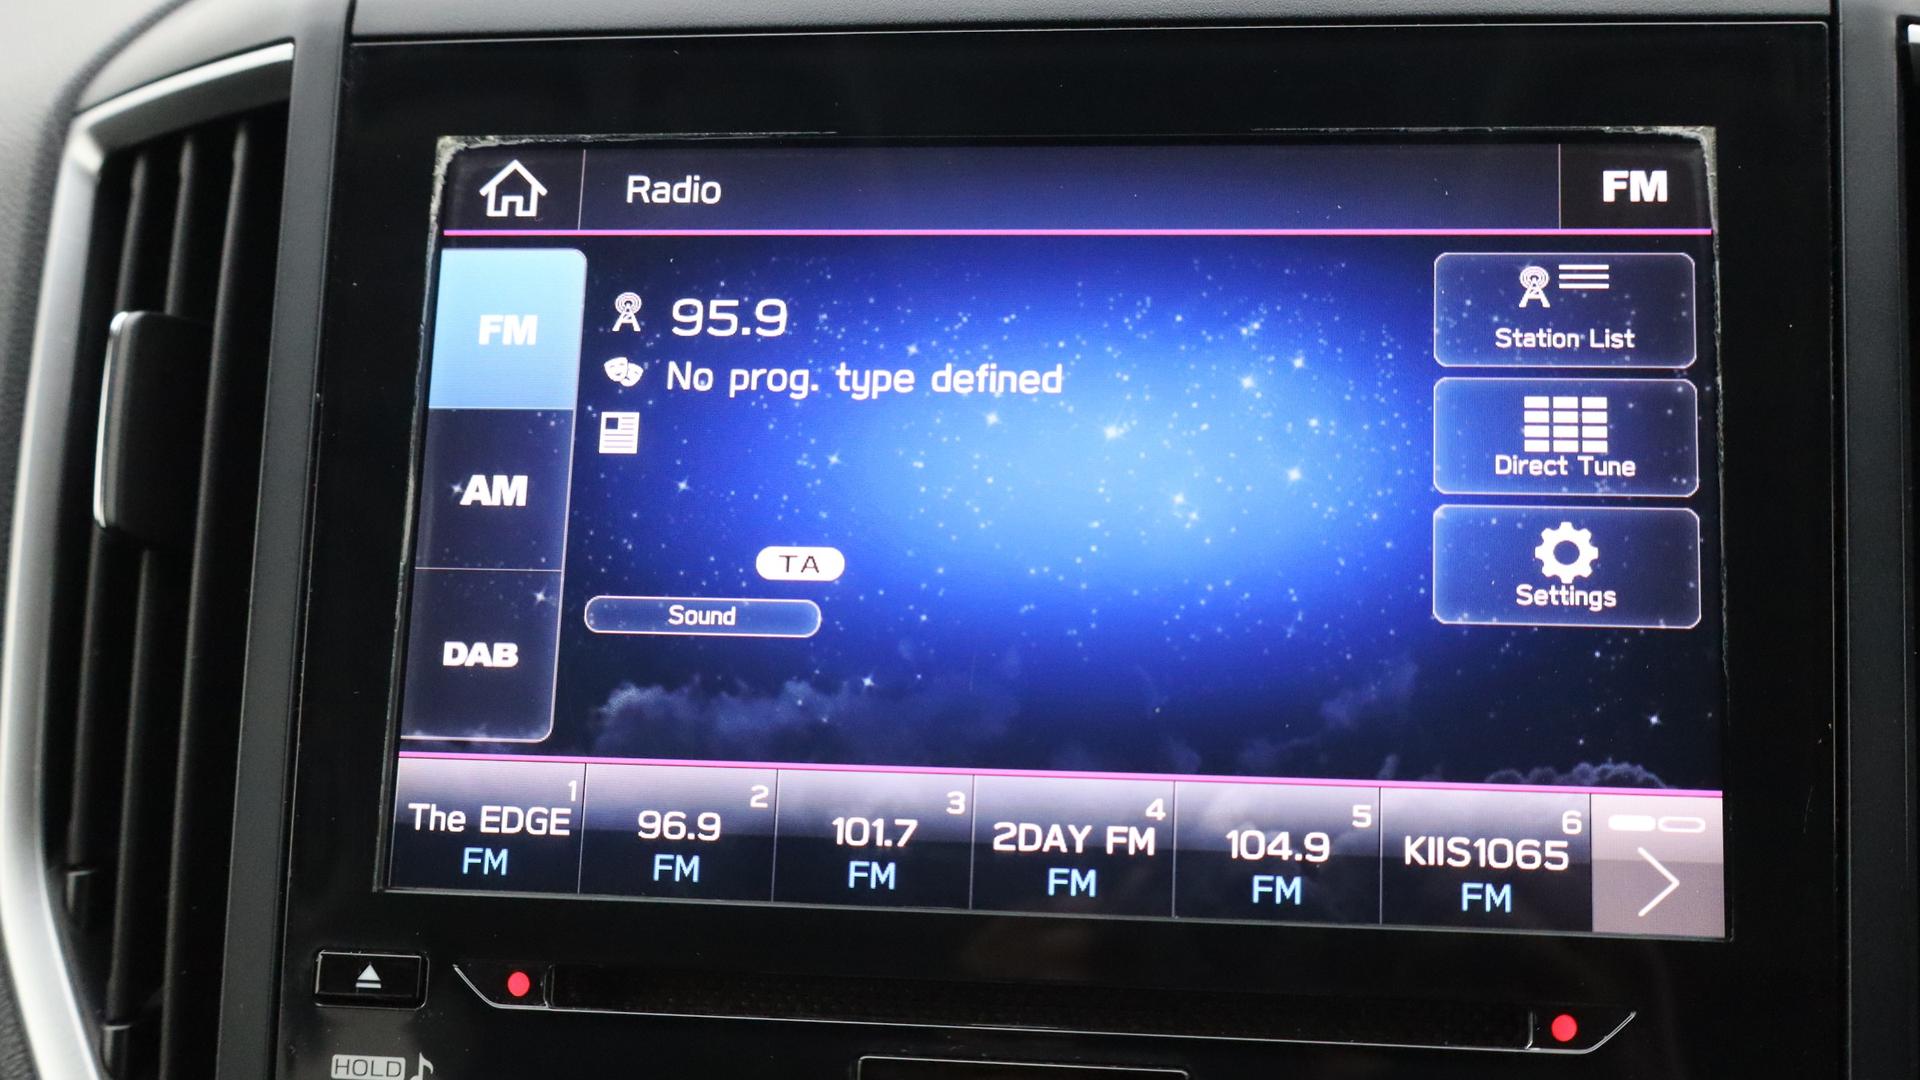 Radio
FM
FM
AM
DAB
95.9
No prog. type defined
TA
Sound
Station List
Direct Tune
Settings
1
The EDGE
FM
2
96.9
FM
3
101.7
FM
4
2DAY FM
FM
5
104.9
FM
6
KIIS1065
FM
HOLD